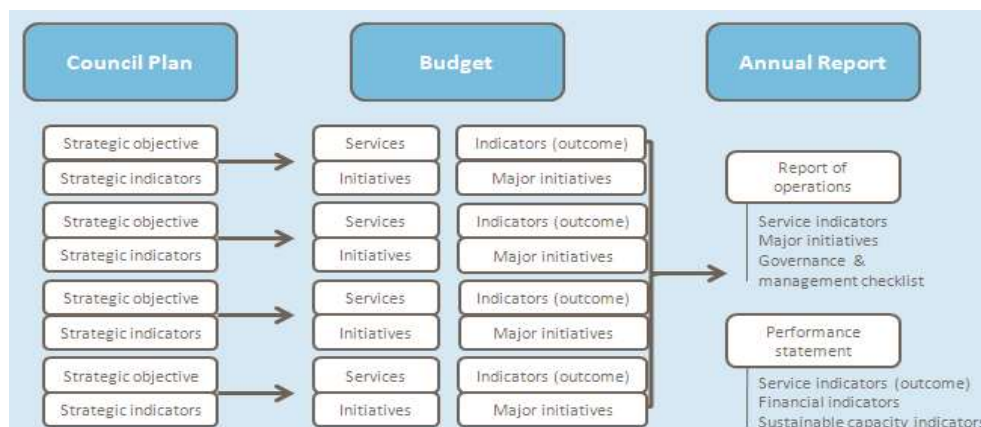 Council Plan
Budget
Annual Report
Strategic objective
Services
Indicators (outcome)
Strategic indicators
Initiatives
Major initiatives
Strategic objective
Services
Indicators (outcome)
Strategic indicators
Initiatives
Major initiatives
Strategic objective
Services
Indicators (outcome)
Strategic indicators
Initiatives
Major initiatives
Strategic objective
Services
Indicators (outcome)
Strategic indicators
Initiatives
Major initiatives
Report of
operations
Service indicators
Major initiatives
Governance &
management checklist
Performance
statement
Service indicators (outcome)
Financial indicators
Sustainable capacity indicators